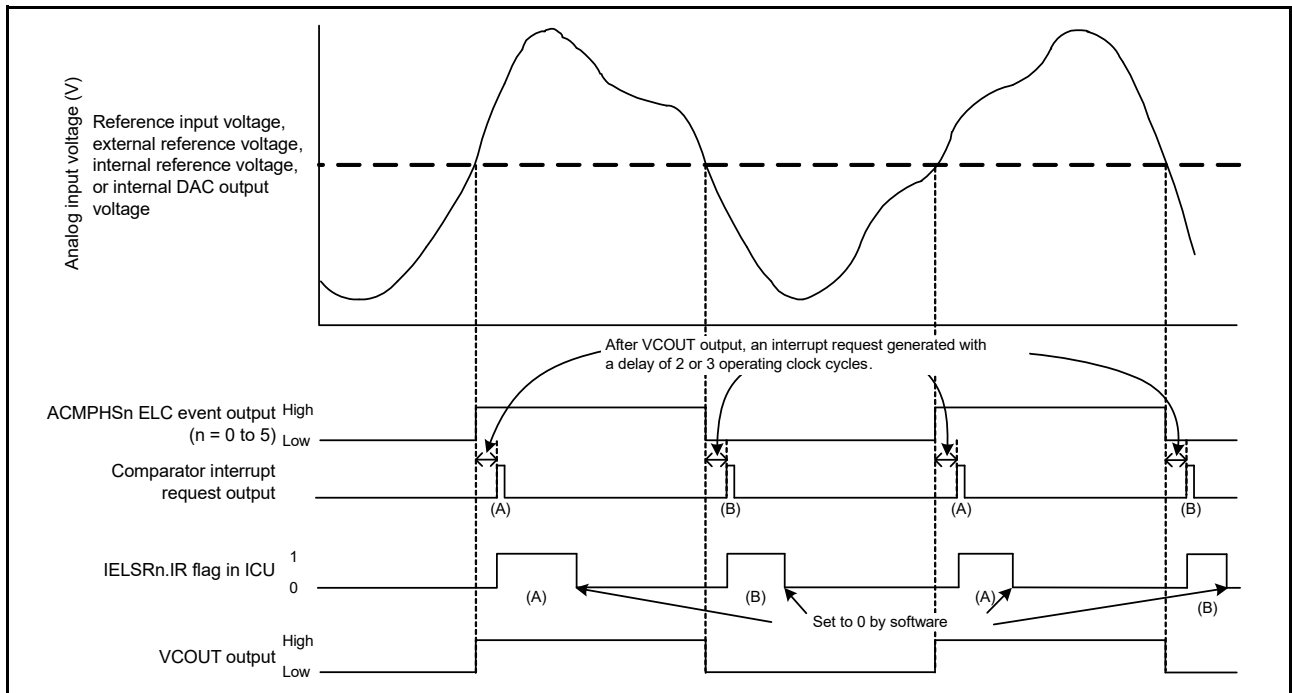 Analog input voltage (V)
Reference input voltage,
external reference voltage,
internal reference voltage,
or internal DAC output
voltage
After VCOUT output, an interrupt request generated with
a delay of 2 or 3 operating clock cycles.
ACMPHSn ELC event output
(n = 0 to 5)
High
Low
Comparator interrupt
request output
(A)
(B)
(A)
(B)
IELSRn.IR flag in ICU
1
0
(A)
(B)
(A)
(B)
Set to 0 by software
VCOUT output
High
Low